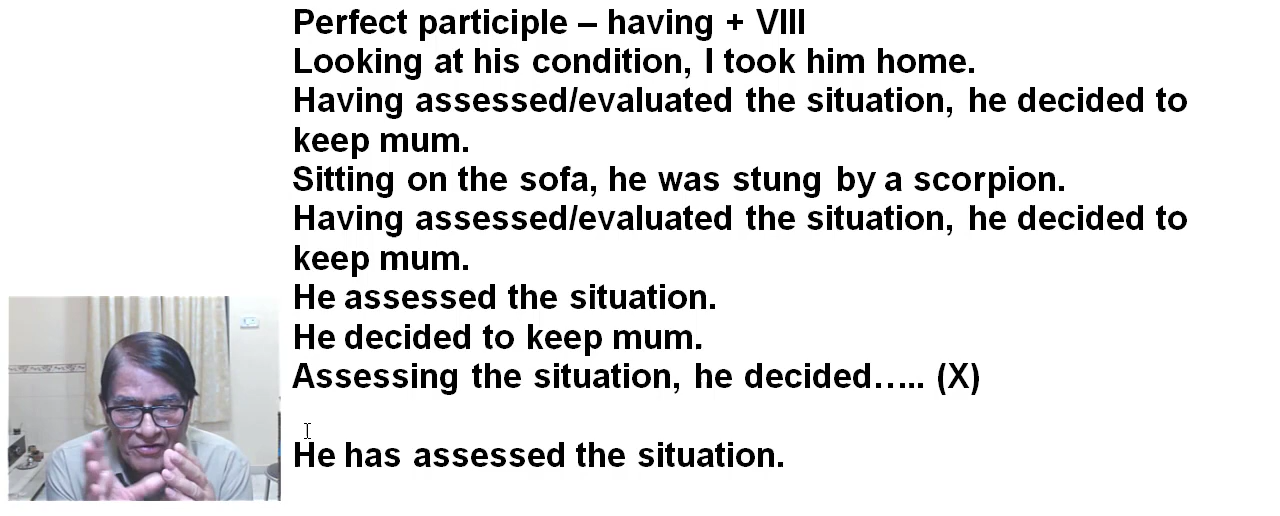 Perfect participle – having + VIII
Looking at his condition, I took him home.
Having assessed/evaluated the situation, he decided to
keep mum.
Sitting on the sofa, he was stung by a scorpion.
Having assessed/evaluated the situation, he decided to
keep mum.
He assessed the situation.
He decided to keep mum.
Assessing the situation, he decided….. (X)
He has assessed the situation.